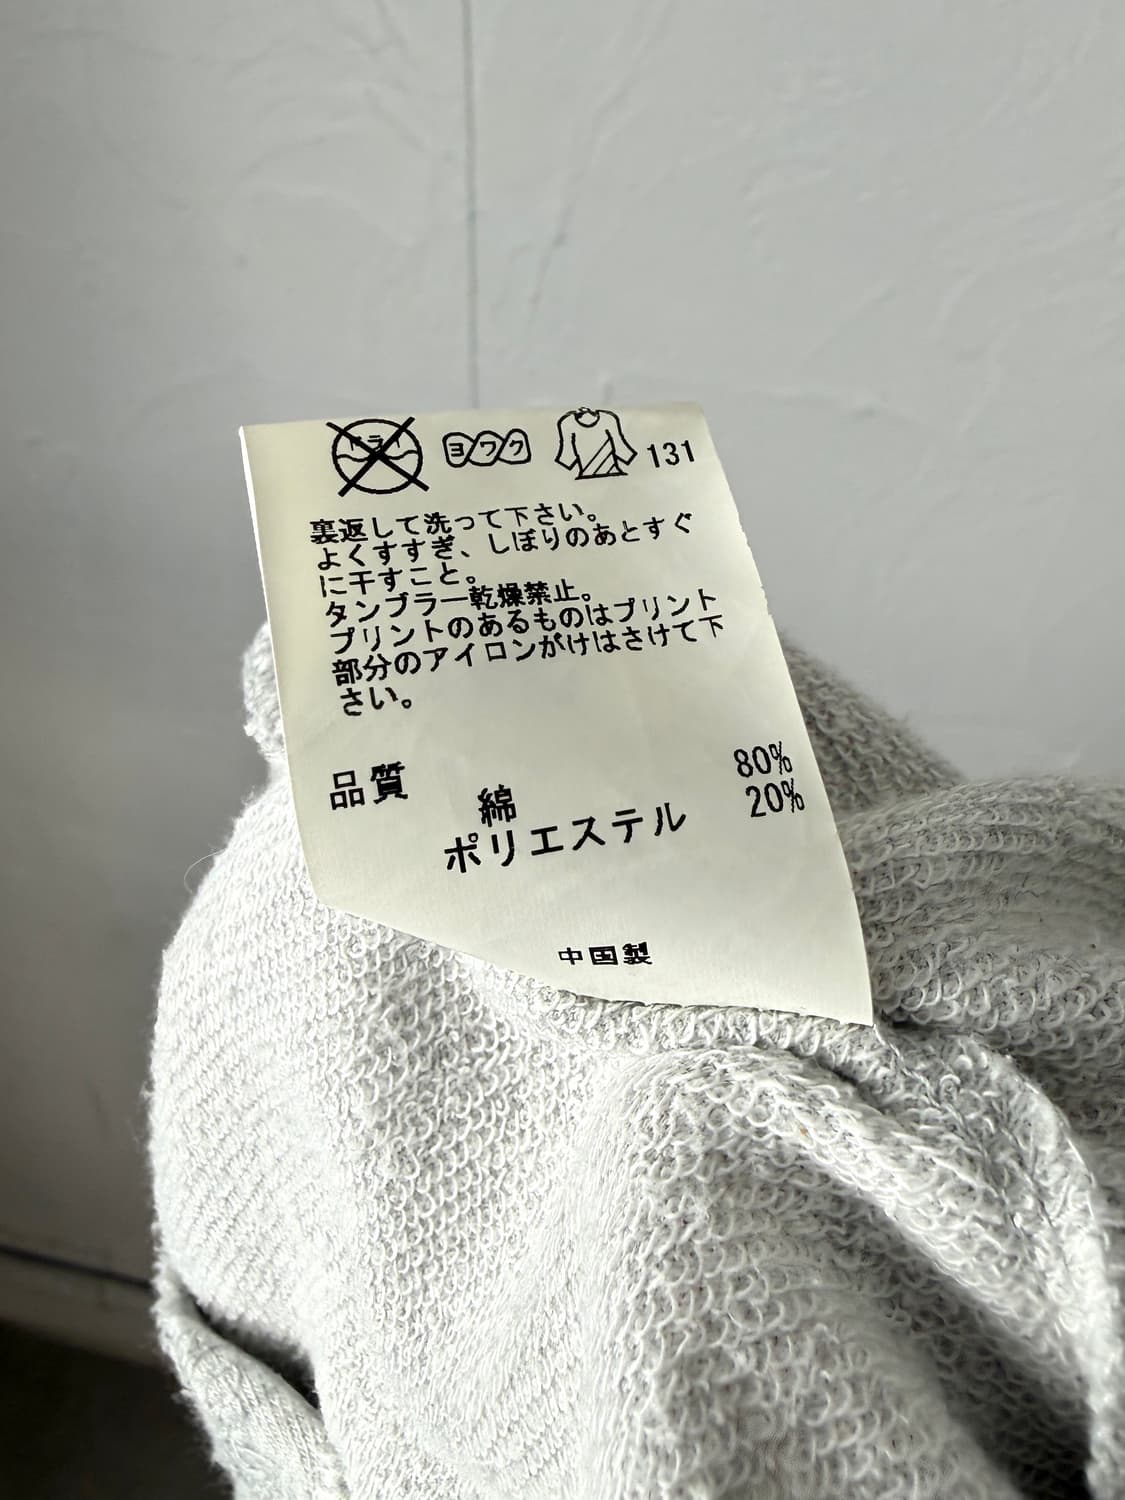 ドライ ヨワク 131
裏返して洗って下さい。
よくすすぎ、しぼりのあとすぐ
に干すこと。
タンブラー乾燥禁止。
プリントのあるものはプリント
部分のアイロンがけはさけて下
さい。
品質 綿 80%
ポリエステル 20%
中国製